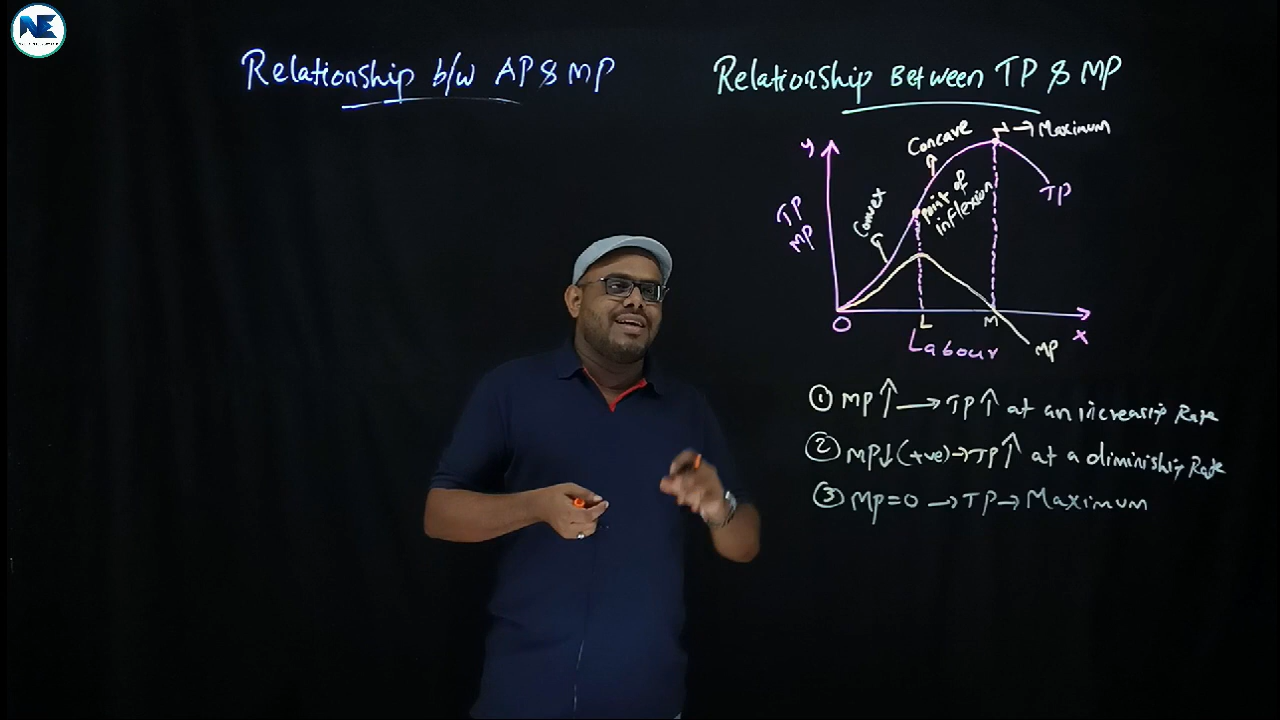 NE
Relationship b/w AP & MP
Relationship Between TP & MP
y
TP
MP
Convex
Concave
point of
inflexion
N → Maximum
TP
O
L
M
x
Labour
MP
① MP ↑ → TP ↑ at an increasing Rate
② MP ↓ (+ve) → TP ↑ at a diminishing Rate
③ MP = 0 → TP → Maximum